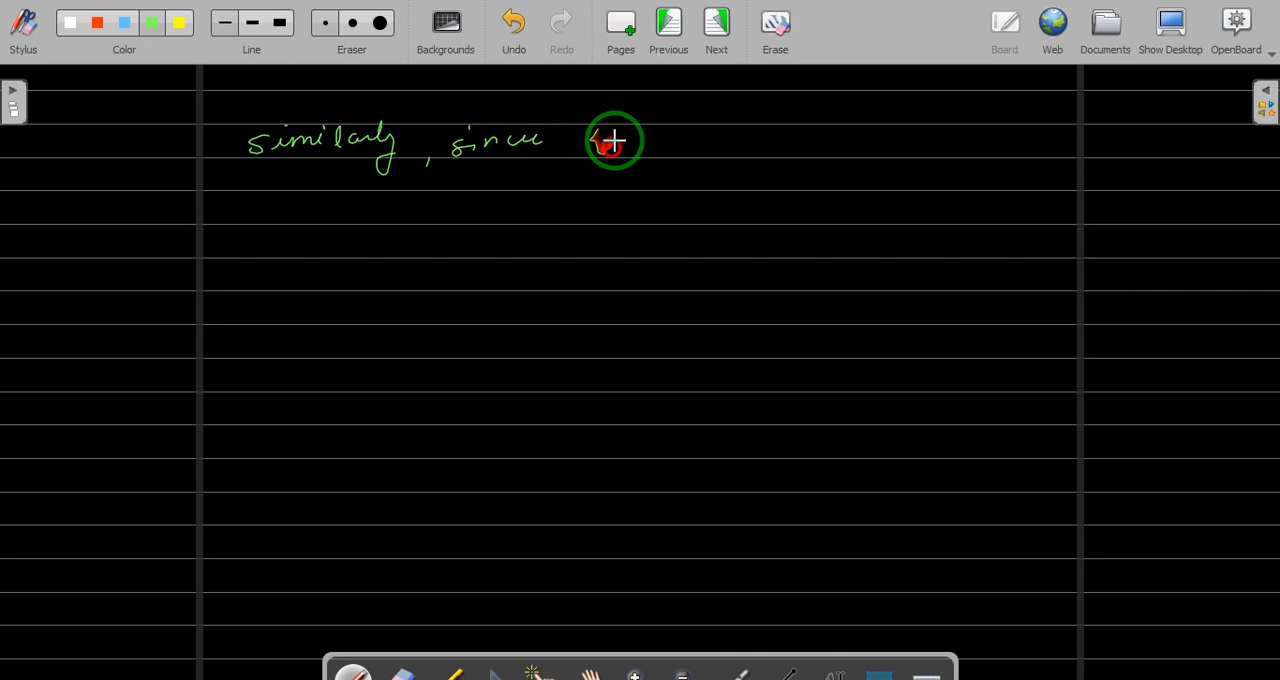 Stylus Color Line Eraser Backgrounds Undo Redo Pages Previous Next Erase Board Web Documents Show Desktop OpenBoard
similarly, since {